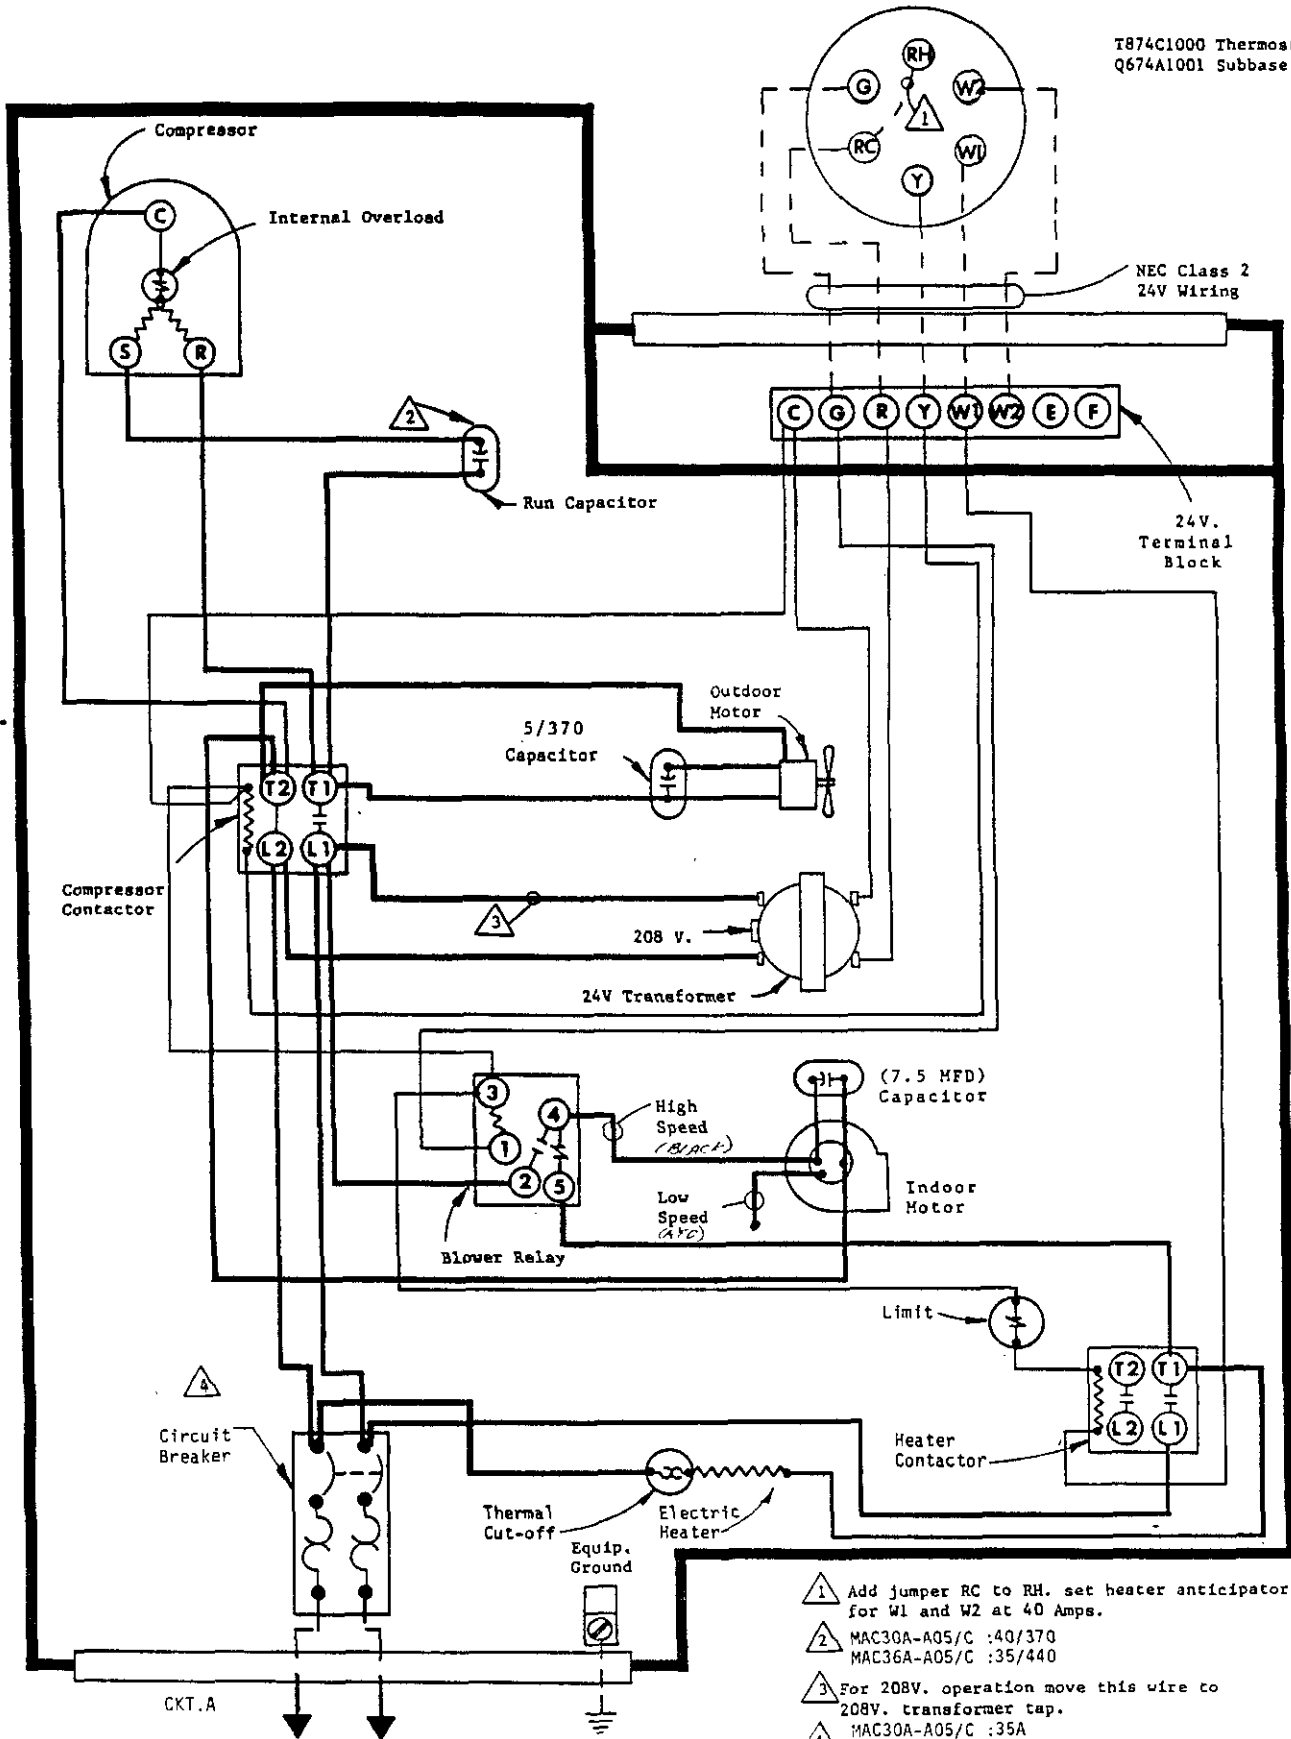 T874C1000 Thermos
Q674A1001 Subbase
RH
G
W2
1
RC
W1
Y
Compressor
C
Internal Overload
S
R
NEC Class 2
24V Wiring
C G R Y W1 W2 E F
24V.
Terminal
Block
2
Run Capacitor
Outdoor
Motor
5/370
Capacitor
T2 T1
L2 L1
Compressor
Contactor
3
208 V.
24V Transformer
(7.5 MFD)
Capacitor
3
4
1
2
5
High
Speed
(BLACK)
Low
Speed
Indoor
Motor
Blower Relay
Limit
T2 T1
L2 L1
Heater
Contactor
4
Circuit
Breaker
Thermal
Cut-off
Electric
Heater
Equip.
Ground
CKT.A
1 Add jumper RC to RH. set heater anticipator
for W1 and W2 at 40 Amps.
2 MAC30A-A05/C :40/370
MAC36A-A05/C :35/440
3 For 208V. operation move this wire to
208V. transformer tap.
4 MAC30A-A05/C :35A